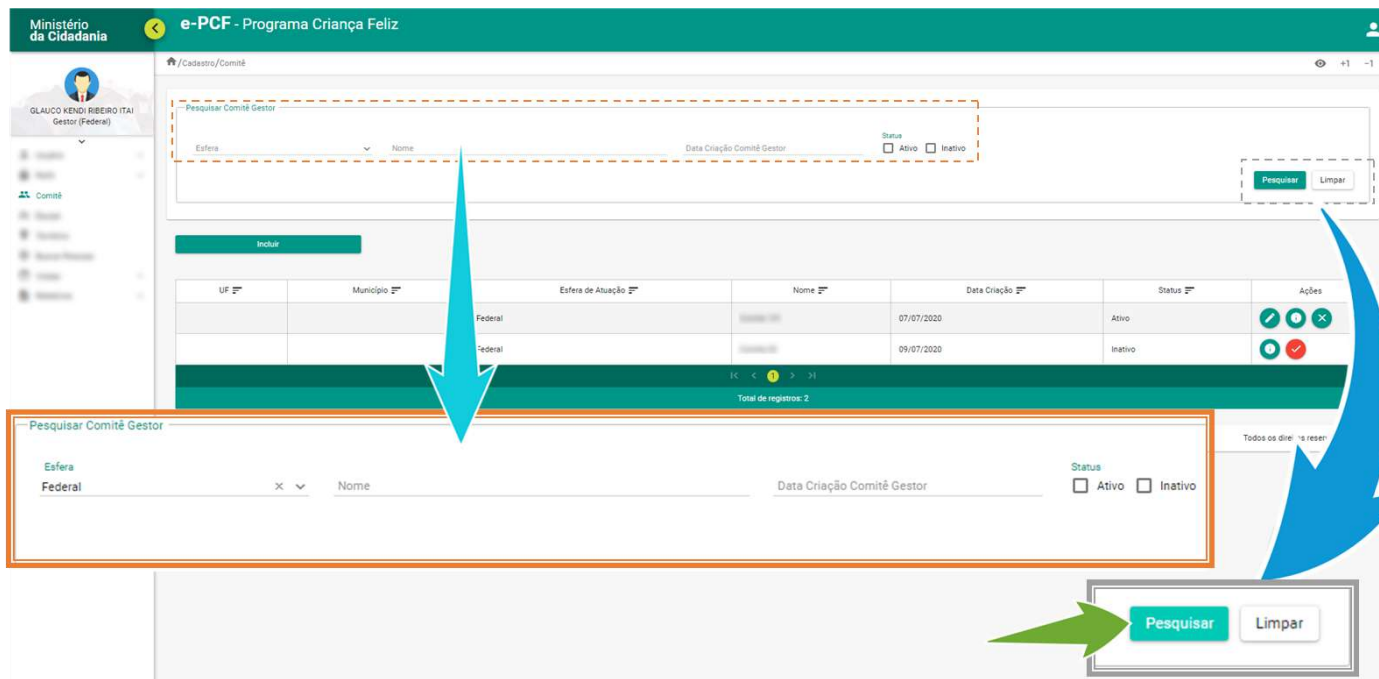 Ministério
da Cidadania
e-PCF - Programa Criança Feliz
/Cadastro/Comitê
+1 -1
GLAUCO KENDI RIBEIRO ITAI
Gestor (Federal)
Comitê
Pesquisar Comitê Gestor
Esfera Nome Data Criação Comitê Gestor
Status
Ativo Inativo
Pesquisar Limpar
Incluir
UF Município Esfera de Atuação Nome Data Criação Status Ações
Federal 07/07/2020 Ativo
Federal 09/07/2020 Inativo
1
Total de registros: 2
Todos os
Pesquisar Comitê Gestor
Esfera
Federal Nome Data Criação Comitê Gestor
Status
Ativo Inativo
Pesquisar Limpar